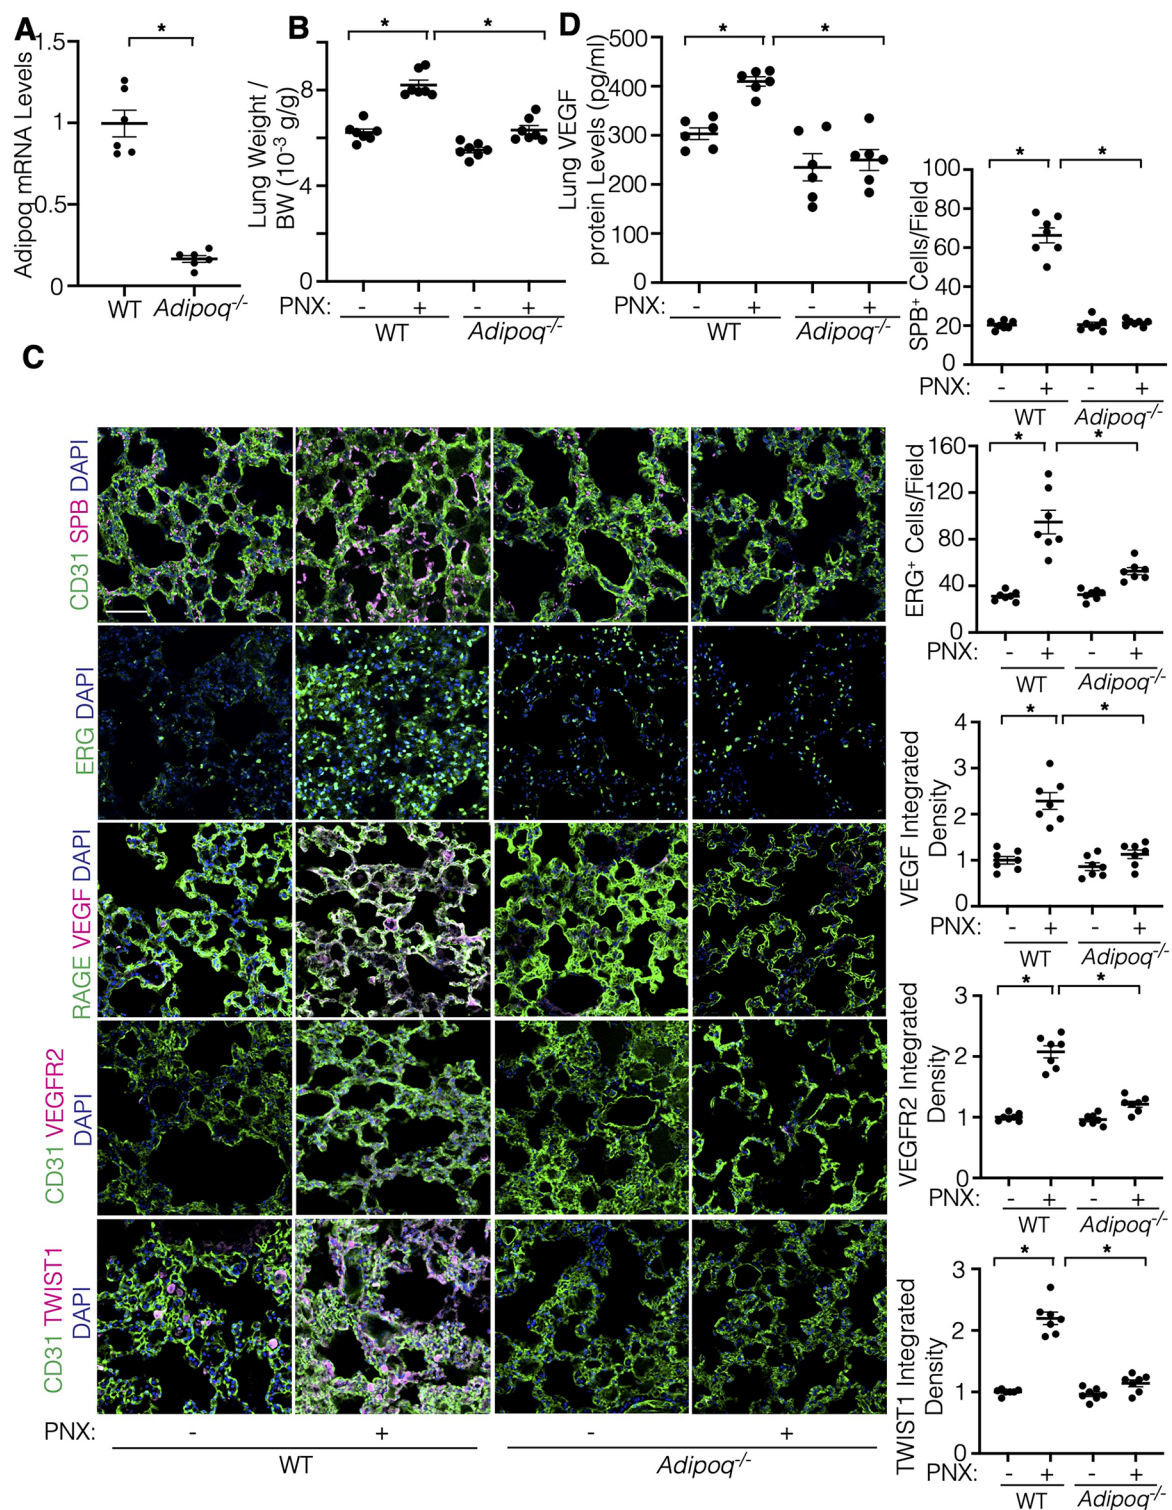 A
Adipoq mRNA Levels
1.5
1
0.5
0
*
WT Adipoq-/-
B
Lung Weight /
BW (10-3 g/g)
8
4
0
* *
PNX: - + - +
WT Adipoq-/-
D
Lung VEGF
protein Levels (pg/ml)
500
400
300
200
100
0
* *
PNX: - + - +
WT Adipoq-/-
SPB+ Cells/Field
100
80
60
40
20
0
* *
PNX: - + - +
WT Adipoq-/-
C
CD31 SPB DAPI
ERG DAPI
RAGE VEGF DAPI
CD31 VEGFR2
DAPI
CD31 TWIST1
DAPI
PNX: - + - +
WT Adipoq-/-
ERG+ Cells/Field
160
120
80
40
0
* *
PNX: - + - +
WT Adipoq-/-
VEGF Integrated
Density
4
3
2
1
0
* *
PNX: - + - +
WT Adipoq-/-
VEGFR2 Integrated
Density
3
2
1
0
* *
PNX: - + - +
WT Adipoq-/-
TWIST1 Integrated
Density
3
2
1
0
* *
PNX: - + - +
WT Adipoq-/-